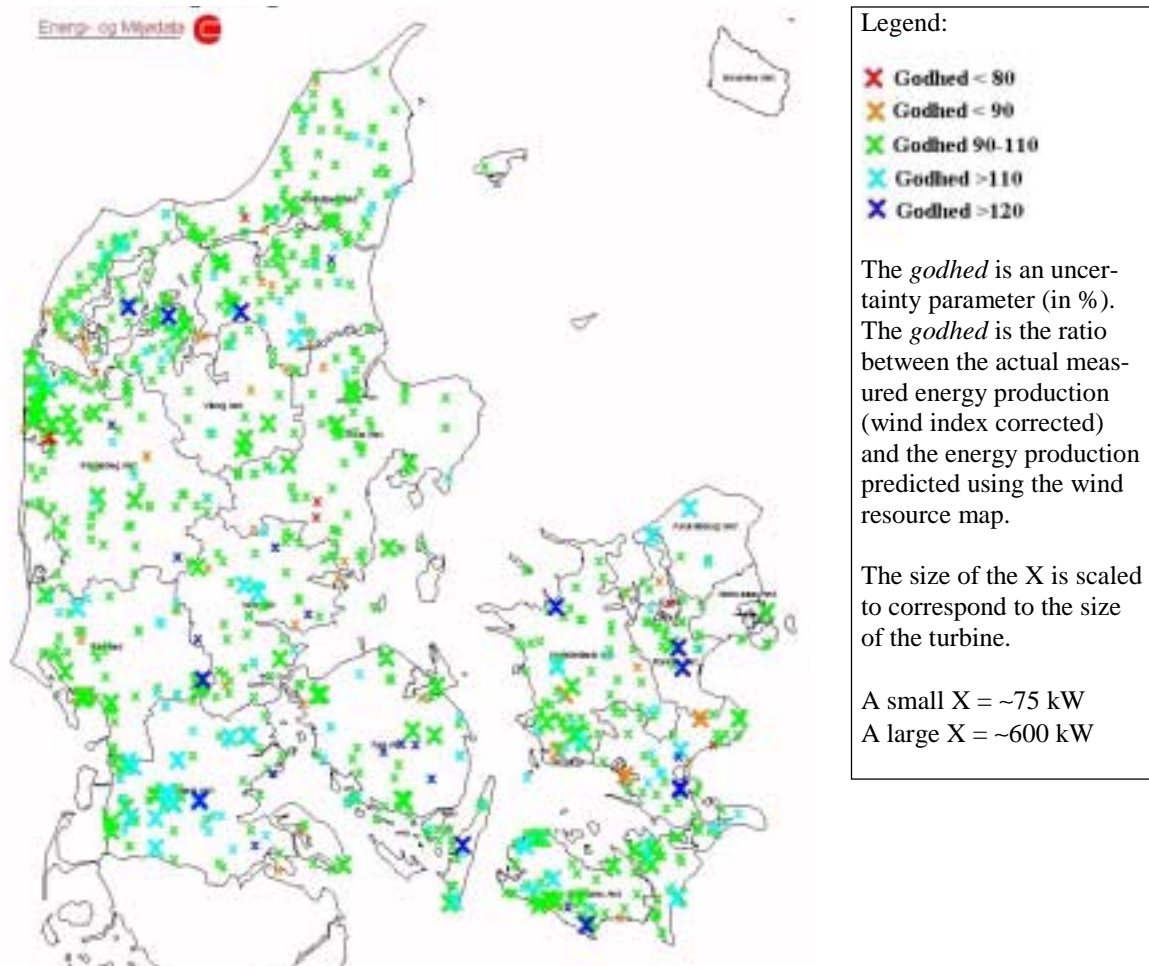 Energi- og Miljødata
Legend:
Godhed < 80
Godhed < 90
Godhed 90-110
Godhed >110
Godhed >120
The godhed is an uncer-
tainty parameter (in %).
The godhed is the ratio
between the actual meas-
ured energy production
(wind index corrected)
and the energy production
predicted using the wind
resource map.
The size of the X is scaled
to correspond to the size
of the turbine.
A small X = ~75 kW
A large X = ~600 kW